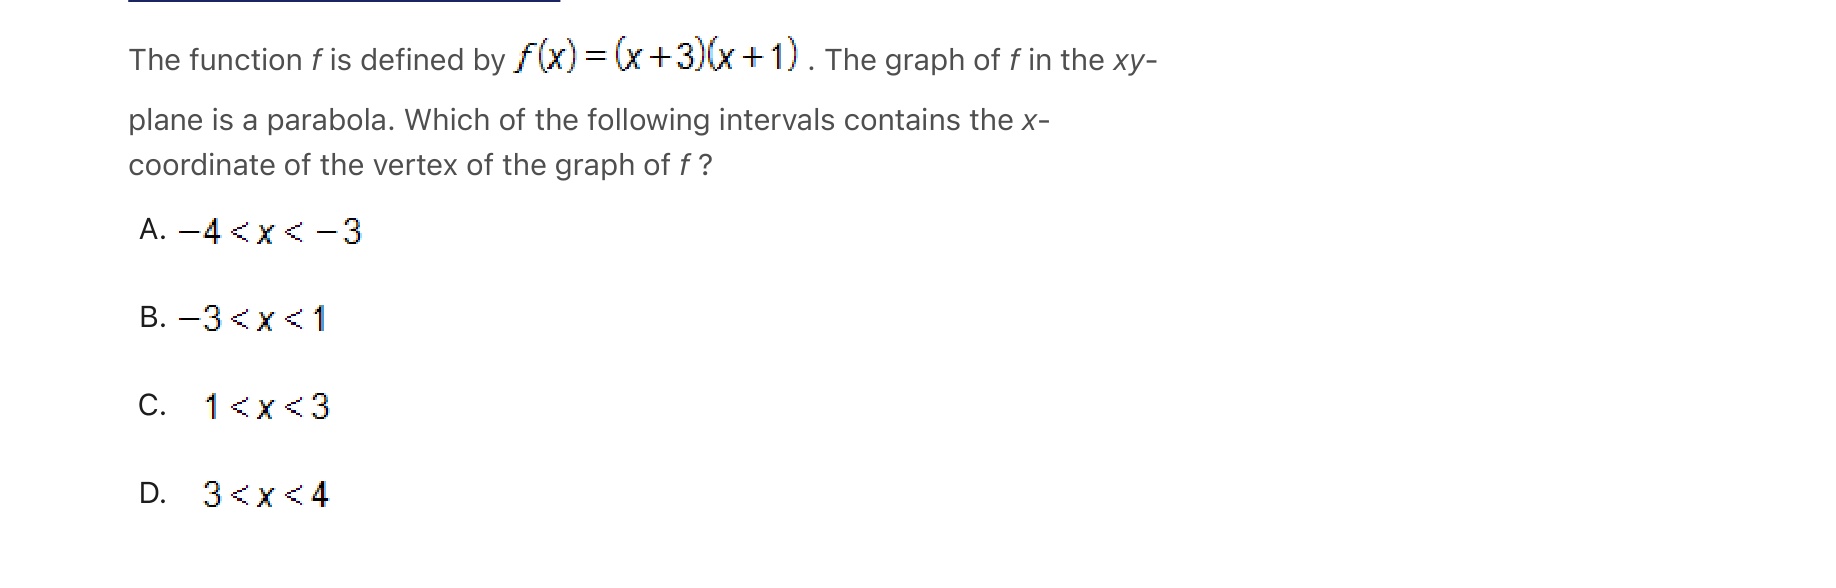 The function f is defined by f(x) = (x+3)(x+1). The graph of f in the xy-
plane is a parabola. Which of the following intervals contains the x-
coordinate of the vertex of the graph of f ?
A. −4 < x < −3
B. −3 < x < 1
C. 1 < x < 3
D. 3 < x < 4